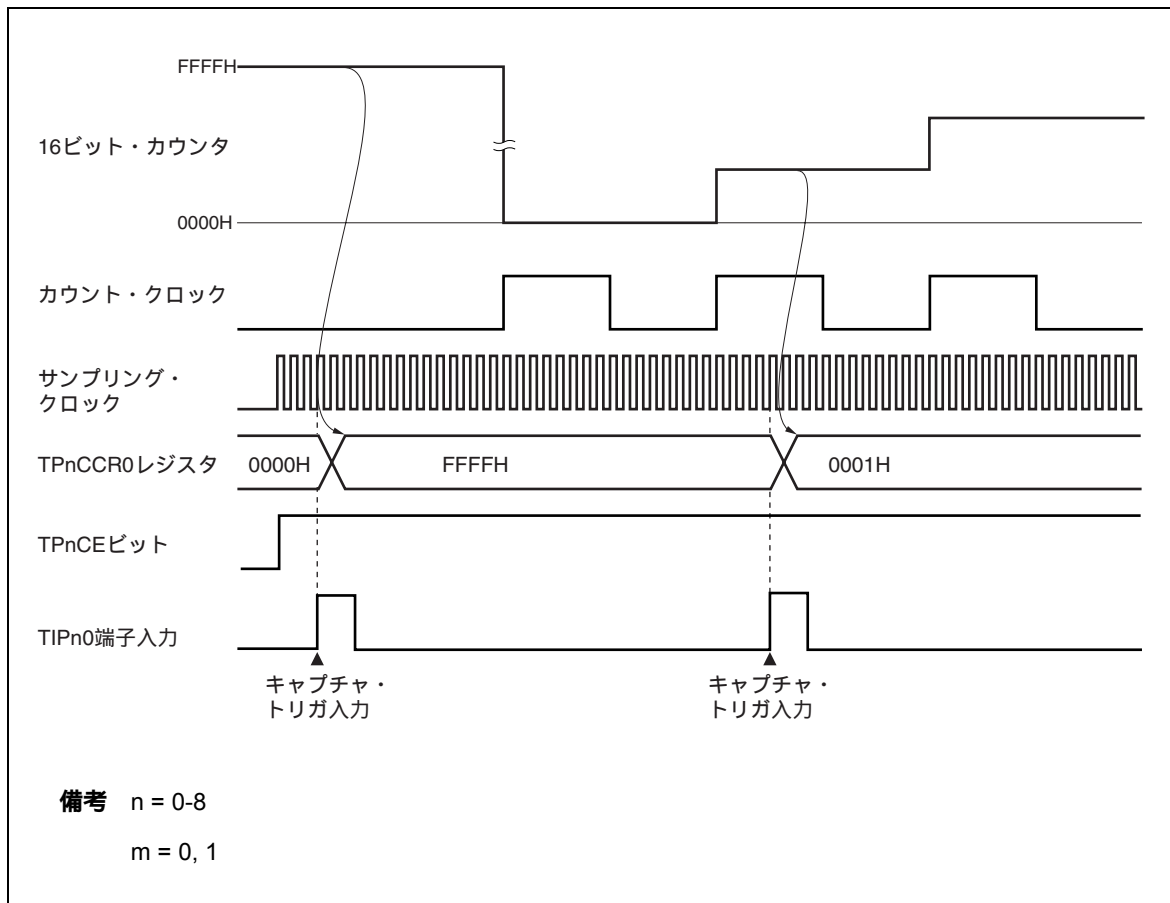 FFFFH
16ビット・カウンタ
0000H
カウント・クロック
サンプリング・
クロック
TPnCCR0レジスタ 0000H FFFFH 0001H
TPnCEビット
TIPn0端子入力
キャプチャ・
トリガ入力
キャプチャ・
トリガ入力
備考 n = 0-8
m = 0, 1